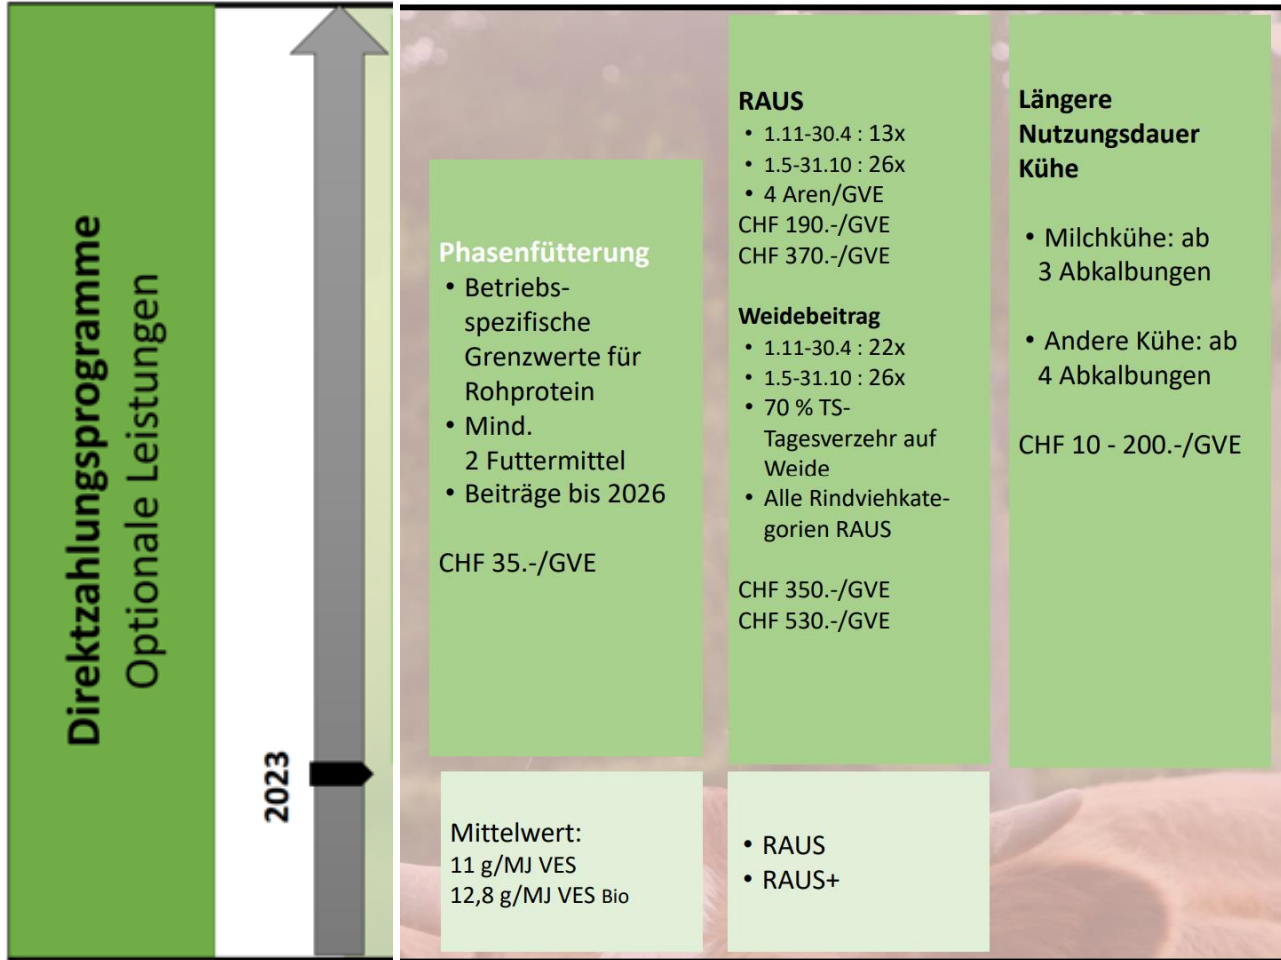 Direktzahlungsprogramme
Optionale Leistungen
2023
Phasenfütterung
• Betriebs-
spezifische
Grenzwerte für
Rohprotein
• Mind.
2 Futtermittel
• Beiträge bis 2026
CHF 35.-/GVE
Mittelwert:
11 g/MJ VES
12,8 g/MJ VES Bio
RAUS
• 1.11-30.4 : 13x
• 1.5-31.10 : 26x
• 4 Aren/GVE
CHF 190.-/GVE
CHF 370.-/GVE
Weidebeitrag
• 1.11-30.4 : 22x
• 1.5-31.10 : 26x
• 70 % TS-
Tagesverzehr auf
Weide
• Alle Rindviehkate-
gorien RAUS
CHF 350.-/GVE
CHF 530.-/GVE
• RAUS
• RAUS+
Längere
Nutzungsdauer
Kühe
• Milchkühe: ab
3 Abkalbungen
• Andere Kühe: ab
4 Abkalbungen
CHF 10 - 200.-/GVE